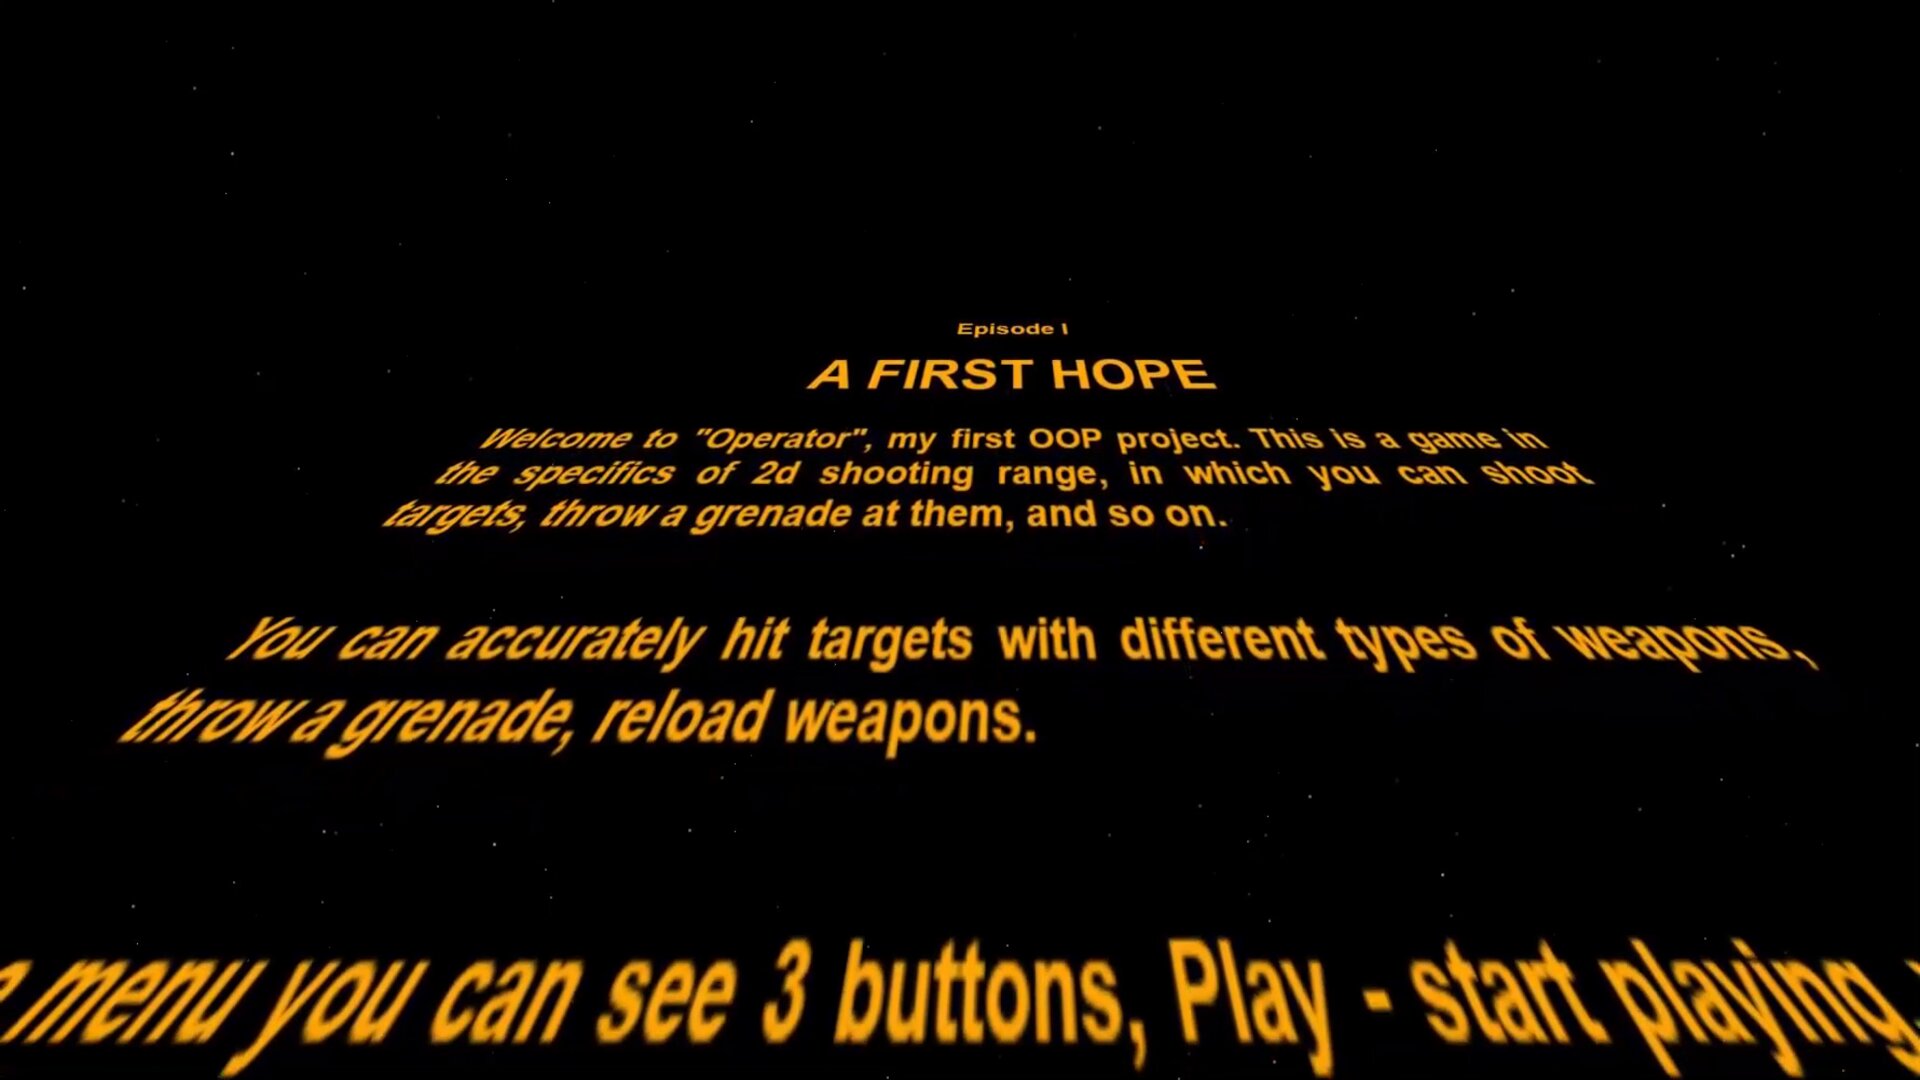 Episode I
A FIRST HOPE
Welcome to "Operator", my first OOP project. This is a game in
the specifics of 2d shooting range, in which you can shoot
targets, throw a grenade at them, and so on.
You can accurately hit targets with different types of weapons,
throw a grenade, reload weapons.
menu you can see 3 buttons, Play - start playing,